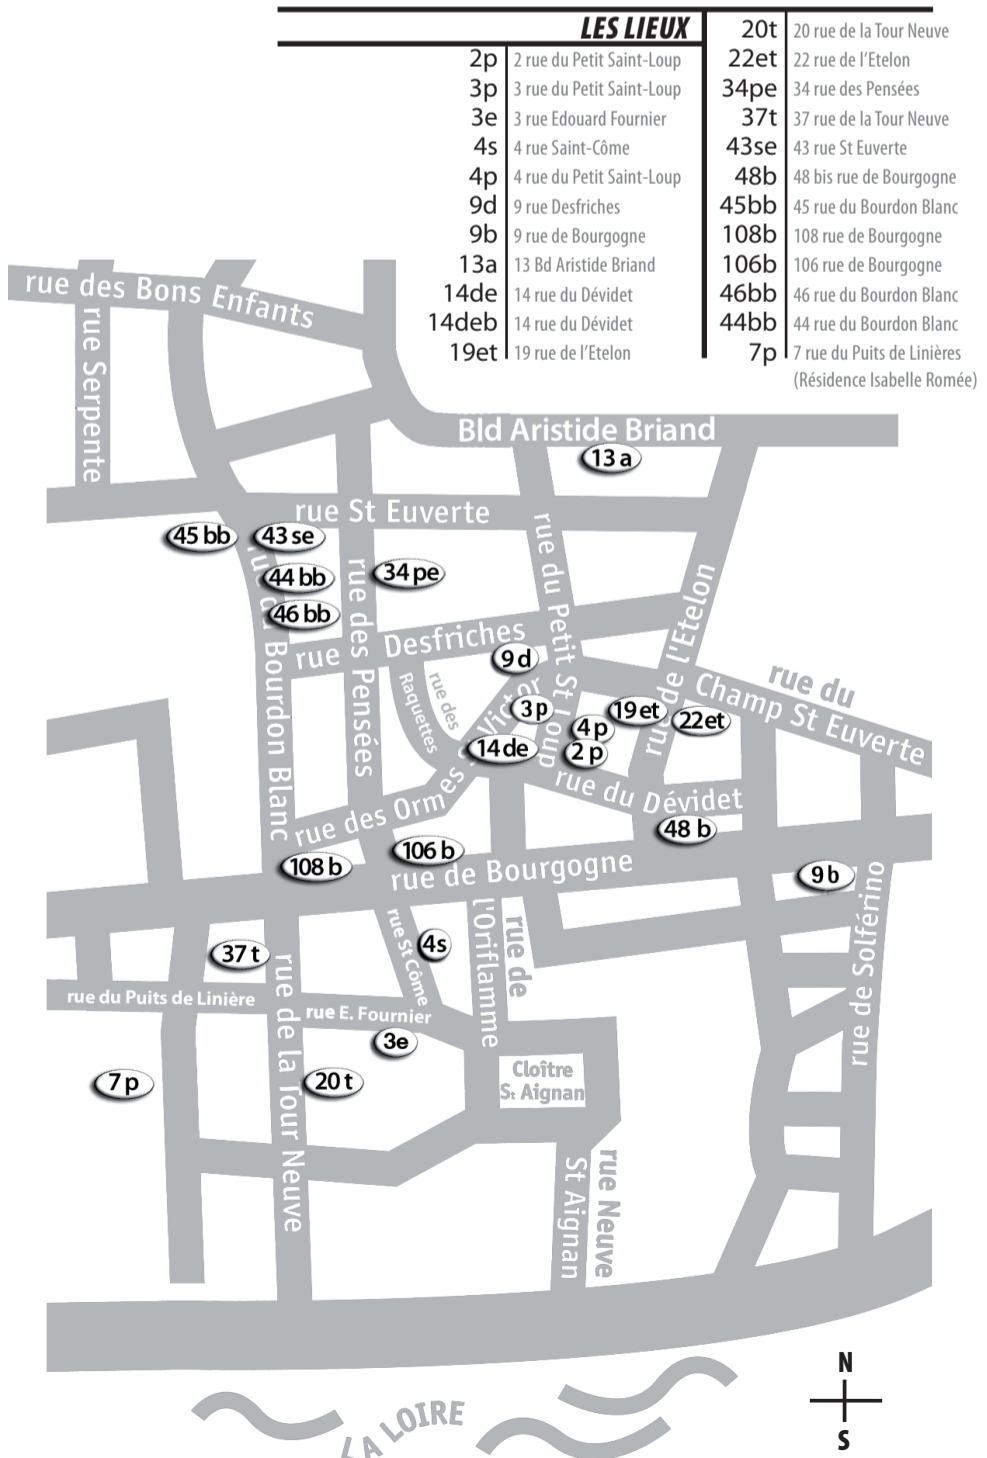 LES LIEUX
2p 2 rue du Petit Saint-Loup
3p 3 rue du Petit Saint-Loup
3e 3 rue Edouard Fournier
4s 4 rue Saint-Côme
4p 4 rue du Petit Saint-Loup
9d 9 rue Desfriches
9b 9 rue de Bourgogne
13a 13 Bd Aristide Briand
14de 14 rue du Dévidet
14deb 14 rue du Dévidet
19et 19 rue de l'Etelon
20t 20 rue de la Tour Neuve
22et 22 rue de l'Etelon
34pe 34 rue des Pensées
37t 37 rue de la Tour Neuve
43se 43 rue St Euverte
48b 48 bis rue de Bourgogne
45bb 45 rue du Bourdon Blanc
108b 108 rue de Bourgogne
106b 106 rue de Bourgogne
46bb 46 rue du Bourdon Blanc
44bb 44 rue du Bourdon Blanc
7p 7 rue du Puits de Linières
(Résidence Isabelle Romée)
rue des Bons Enfants
rue Serpente
Bld Aristide Briand
13 a
rue St Euverte
45 bb
43 se
44 bb
34 pe
46 bb
rue du Bourdon Blanc
rue des Pensées
rue du Petit St Loup
rue de l'Etelon
rue Desfriches
9 d
rue des
Raquettes
rue du
Champ St Euverte
3 p
19 et
22et
4 p
14 de
2 p
rue des Ormes St Victor
rue du Dévidet
48 b
106 b
108 b
rue de Bourgogne
9 b
rue de Solférino
37 t
rue St Côme
4s
rue de
l'Oriflamme
rue du Puits de Linière
rue E. Fournier
3e
rue de la Tour Neuve
7 p
20 t
Cloître
St Aignan
rue Neuve
St Aignan
LA LOIRE
N
S